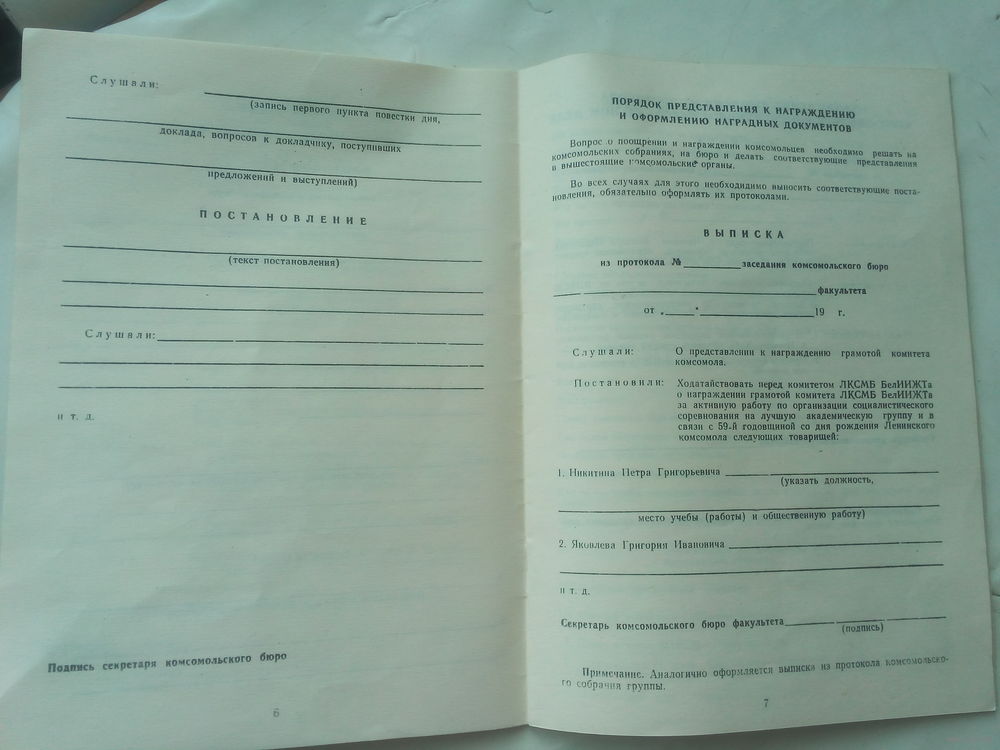 Слушали:
(запись первого пункта повестки дня,
доклада, вопросов к докладчику, поступивших
предложений и выступлений)
ПОСТАНОВЛЕНИЕ
(текст постановления)
Слушали:
и т. д.
Подпись секретаря комсомольского бюро
6
ПОРЯДОК ПРЕДСТАВЛЕНИЯ К НАГРАЖДЕНИЮ
И ОФОРМЛЕНИЮ НАГРАДНЫХ ДОКУМЕНТОВ
Вопрос о поощрении и награждении комсомольцев необходимо решать на
комсомольских собраниях, на бюро и делать соответствующие представления
в вышестоящие комсомольские органы.
Во всех случаях для этого необходидимо выносить соответствующие поста-
новления, обязательно оформлять их протоколами.
ВЫПИСКА
из протокола № заседания комсомольского бюро
факультета
от „ " 19 г.
Слушали: О представлении к награждению грамотой комитета
комсомола.
Постановили: Ходатайствовать перед комитетом ЛКСМБ БелИИЖТа
о награждении грамотой комитета ЛКСМБ БелИИЖТа
за активную работу по организации социалистического
соревнования на лучшую академическую группу и в
связи с 59-й годовщиной со дня рождения Ленинского
комсомола следующих товарищей:
1. Никитина Петра Григорьевича
(указать должность,
место учебы (работы) и общественную работу)
2. Яковлева Григория Ивановича
и т. д.
Секретарь комсомольского бюро факультета
(подпись)
Примечание. Аналогично оформляется выписка из протокола комсомольско-
го собрания группы.
7